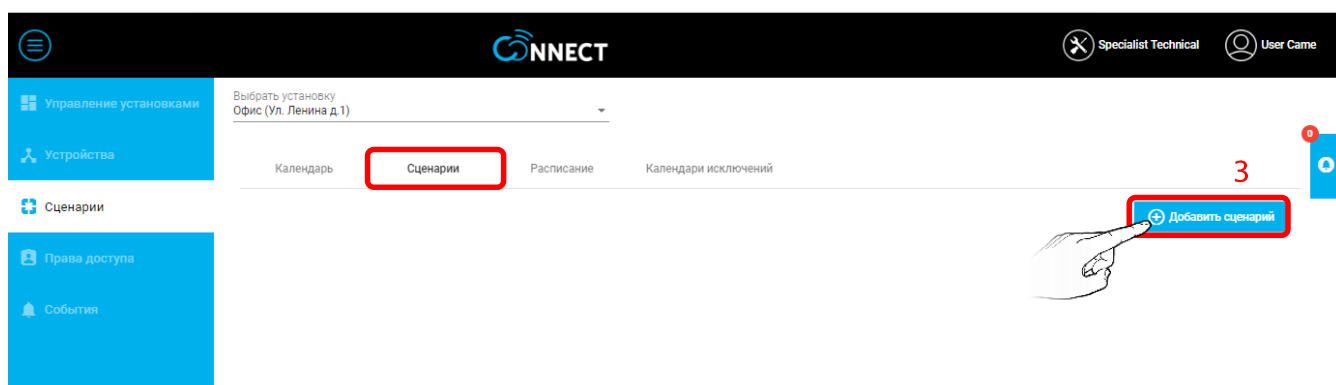 CONNECT
Specialist Technical
User Came
Управление установками
Устройства
Сценарии
Права доступа
События
Выбрать установку
Офис (Ул. Ленина д.1)
Календарь
Сценарии
Расписание
Календари исключений
0
3
Добавить сценарий